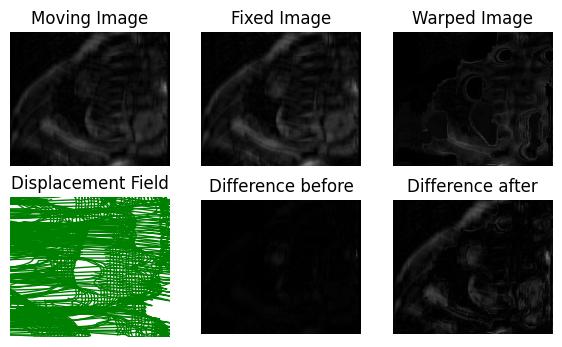 Moving Image
Fixed Image
Warped Image
Displacement Field
Difference before
Difference after